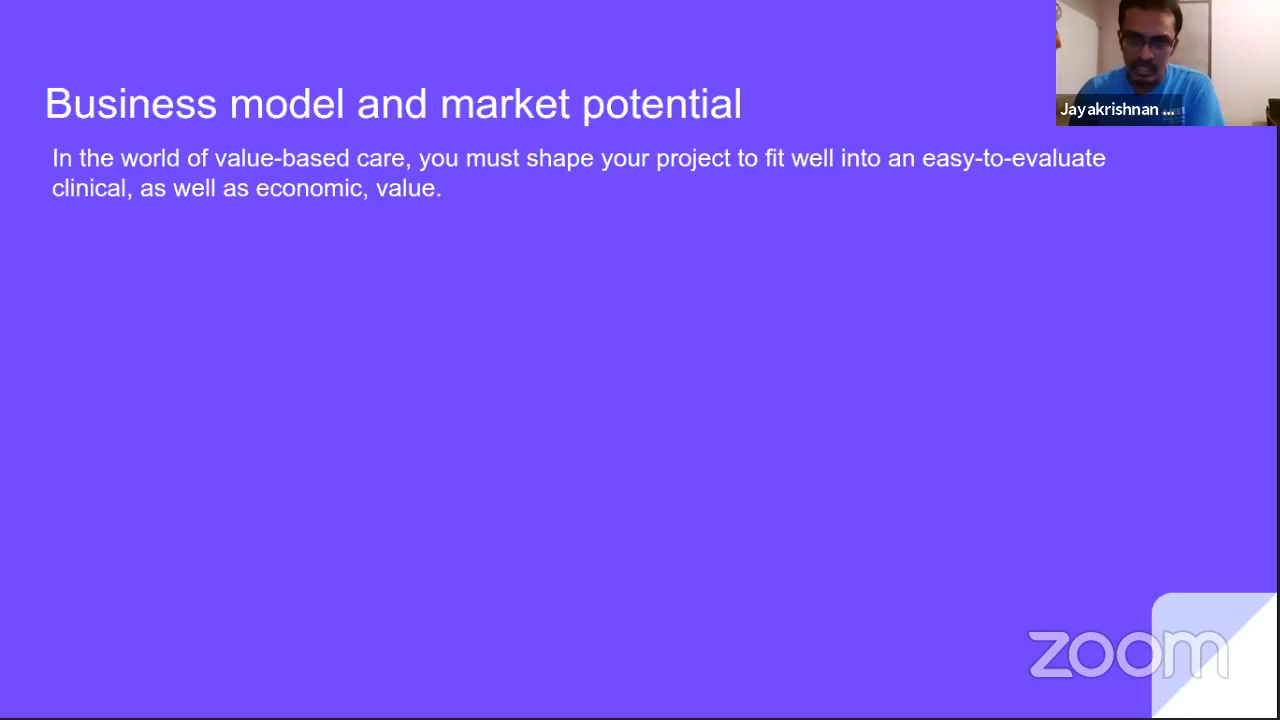 Business model and market potential
In the world of value-based care, you must shape your project to fit well into an easy-to-evaluate
clinical, as well as economic, value.
Jayakrishnan ...
zoom